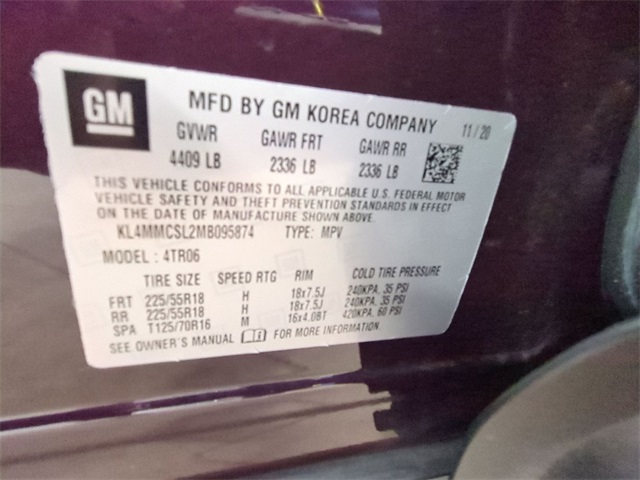 GM
MFD BY GM KOREA COMPANY 11/20
GVWR GAWR FRT GAWR RR
4409 LB 2336 LB 2336 LB
THIS VEHICLE CONFORMS TO ALL APPLICABLE U.S. FEDERAL MOTOR
VEHICLE SAFETY AND THEFT PREVENTION STANDARDS IN EFFECT
ON THE DATE OF MANUFACTURE SHOWN ABOVE.
KL4MMCSL2MB095874 TYPE: MPV
MODEL : 4TR06
TIRE SIZE SPEED RTG RIM COLD TIRE PRESSURE
FRT 225/55R18 H 18x7.5J 240KPA, 35 PSI
RR 225/55R18 H 18x7.5J 240KPA, 35 PSI
SPA T125/70R16 M 16x4.0BT 420KPA, 60 PSI
SEE OWNER'S MANUAL FOR MORE INFORMATION.